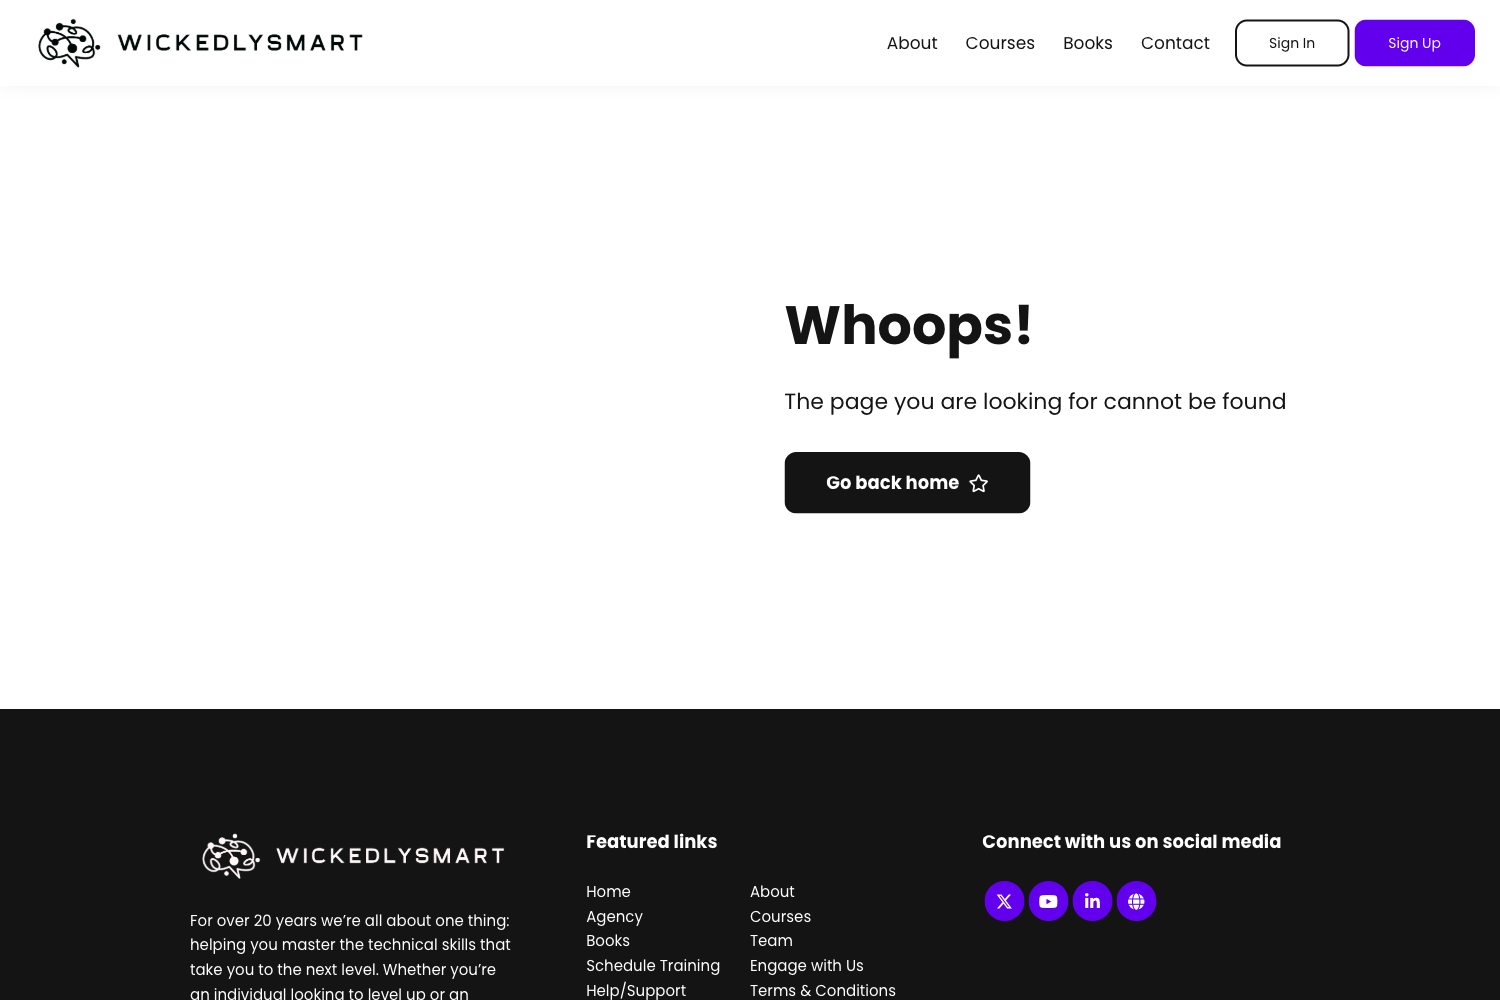 WICKEDLYSMART
About
Courses
Books
Contact
Sign In
Sign Up
Whoops!
The page you are looking for cannot be found
Go back home
WICKEDLYSMART
For over 20 years we’re all about one thing:
helping you master the technical skills that
take you to the next level. Whether you’re
an individual looking to level up or an
Featured links
Home
Agency
Books
Schedule Training
Help/Support
About
Courses
Team
Engage with Us
Terms & Conditions
Connect with us on social media